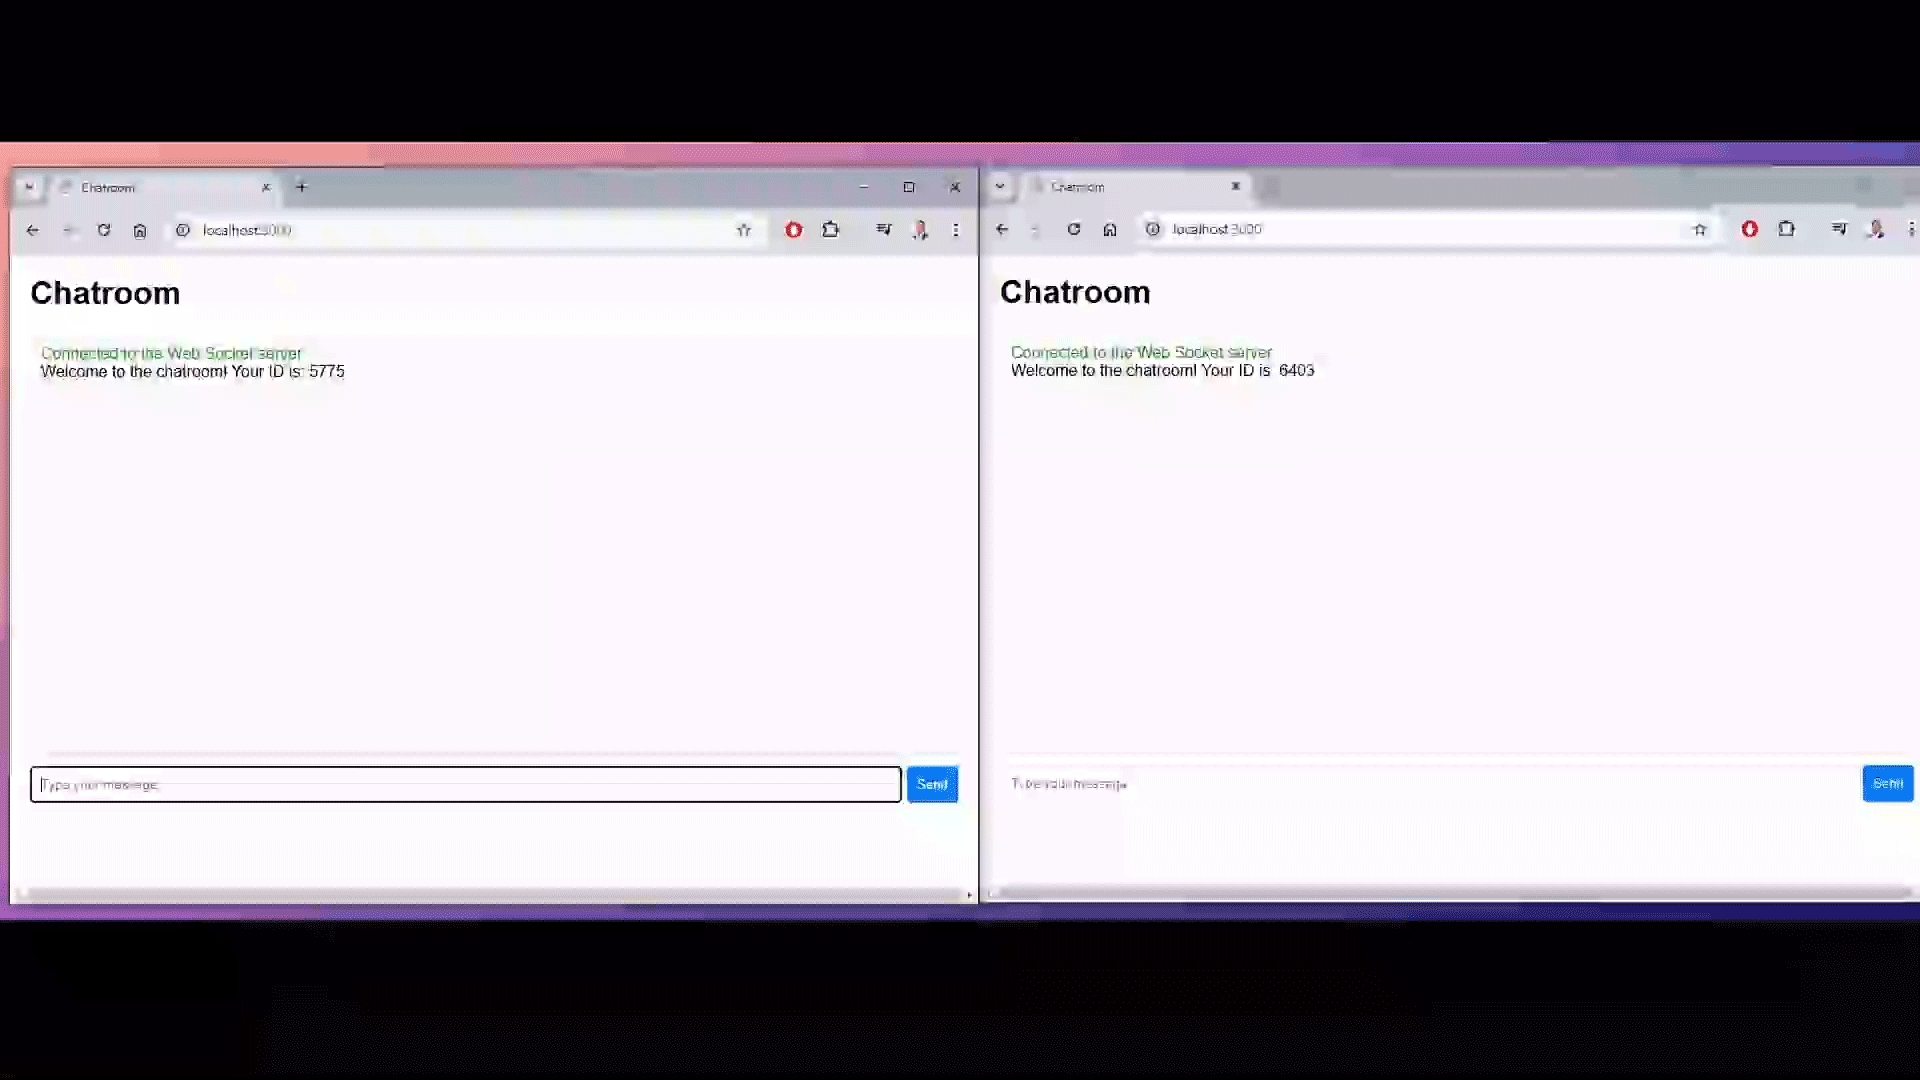 Chatroom
localhost:3000
Chatroom
Connected to the Web Socket server
Welcome to the chatroom! Your ID is: 5775
Type your message
Send
Chatroom
localhost:3000
Chatroom
Connected to the Web Socket server
Welcome to the chatroom! Your ID is 6403
Type your message
Send